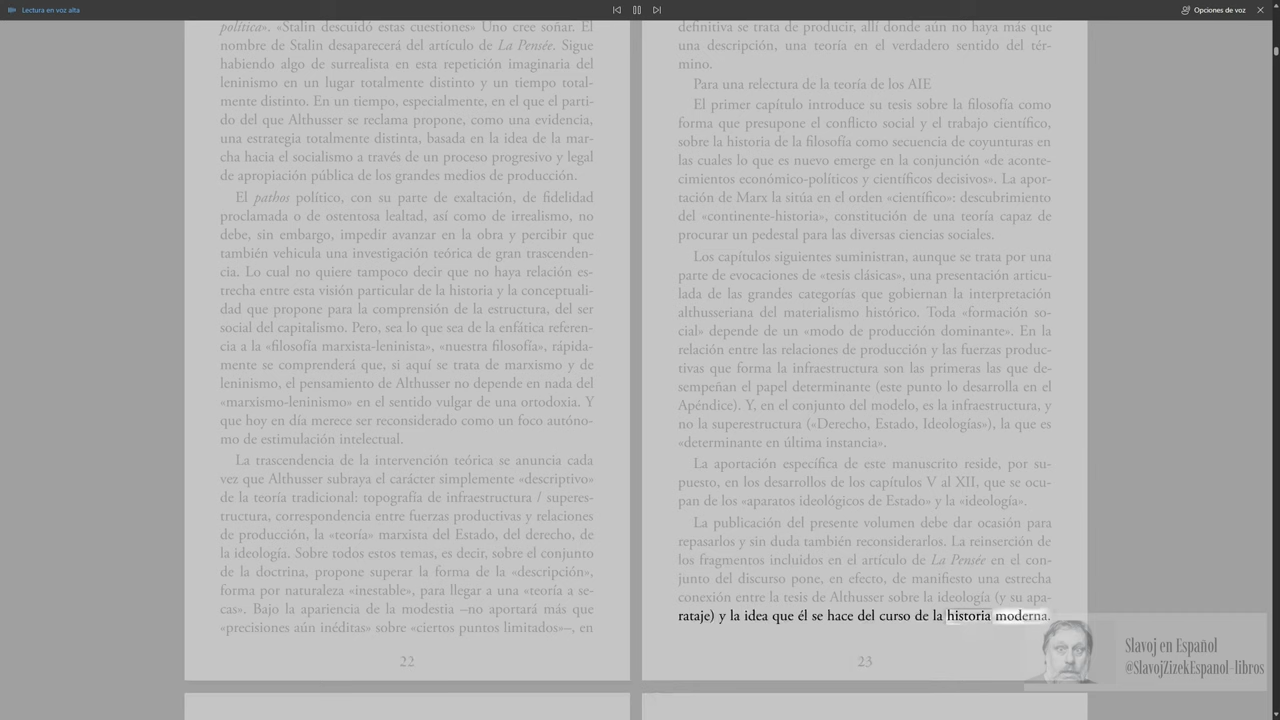 Lectura en voz alta
Opciones de voz
política». «Stalin descuidó estas cuestiones» Uno cree soñar. El
nombre de Stalin desaparecerá del artículo de La Pensée. Sigue
habiendo algo de surrealista en esta repetición imaginaria del
leninismo en un lugar totalmente distinto y un tiempo total-
mente distinto. En un tiempo, especialmente, en el que el parti-
do del que Althusser se reclama propone, como una evidencia,
una estrategia totalmente distinta, basada en la idea de la mar-
cha hacia el socialismo a través de un proceso progresivo y legal
de apropiación pública de los grandes medios de producción.
El pathos político, con su parte de exaltación, de fidelidad
proclamada o de ostentosa lealtad, así como de irrealismo, no
debe, sin embargo, impedir avanzar en la obra y percibir que
también vehicula una investigación teórica de gran trascenden-
cia. Lo cual no quiere tampoco decir que no haya relación es-
trecha entre esta visión particular de la historia y la conceptuali-
dad que propone para la comprensión de la estructura, del ser
social del capitalismo. Pero, sea lo que sea de la enfática referen-
cia a la «filosofía marxista-leninista», «nuestra filosofía», rápida-
mente se comprenderá que, si aquí se trata de marxismo y de
leninismo, el pensamiento de Althusser no depende en nada del
«marxismo-leninismo» en el sentido vulgar de una ortodoxia. Y
que hoy en día merece ser reconsiderado como un foco autóno-
mo de estimulación intelectual.
La trascendencia de la intervención teórica se anuncia cada
vez que Althusser subraya el carácter simplemente «descriptivo»
de la teoría tradicional: topografía de infraestructura / superes-
tructura, correspondencia entre fuerzas productivas y relaciones
de producción, la «teoría» marxista del Estado, del derecho, de
la ideología. Sobre todos estos temas, es decir, sobre el conjunto
de la doctrina, propone superar la forma de la «descripción»,
forma por naturaleza «inestable», para llegar a una «teoría a se-
cas». Bajo la apariencia de la modestia –no aportará más que
«precisiones aún inéditas» sobre «ciertos puntos limitados»–, en
22
definitiva se trata de producir, allí donde aún no haya más que
una descripción, una teoría en el verdadero sentido del tér-
mino.
Para una relectura de la teoría de los AIE
El primer capítulo introduce su tesis sobre la filosofía como
forma que presupone el conflicto social y el trabajo científico,
sobre la historia de la filosofía como secuencia de coyunturas en
las cuales lo que es nuevo emerge en la conjunción «de aconte-
cimientos económico-políticos y científicos decisivos». La apor-
tación de Marx la sitúa en el orden «científico»: descubrimiento
del «continente-historia», constitución de una teoría capaz de
procurar un pedestal para las diversas ciencias sociales.
Los capítulos siguientes suministran, aunque se trata por una
parte de evocaciones de «tesis clásicas», una presentación articu-
lada de las grandes categorías que gobiernan la interpretación
althusseriana del materialismo histórico. Toda «formación so-
cial» depende de un «modo de producción dominante». En la
relación entre las relaciones de producción y las fuerzas produc-
tivas que forma la infraestructura son las primeras las que de-
sempeñan el papel determinante (este punto lo desarrolla en el
Apéndice). Y, en el conjunto del modelo, es la infraestructura, y
no la superestructura («Derecho, Estado, Ideologías»), la que es
«determinante en última instancia».
La aportación específica de este manuscrito reside, por su-
puesto, en los desarrollos de los capítulos V al XII, que se ocu-
pan de los «aparatos ideológicos de Estado» y la «ideología».
La publicación del presente volumen debe dar ocasión para
repasarlos y sin duda también reconsiderarlos. La reinserción de
los fragmentos incluidos en el artículo de La Pensée en el con-
junto del discurso pone, en efecto, de manifiesto una estrecha
conexión entre la tesis de Althusser sobre la ideología (y su apa-
rataje) y la idea que él se hace del curso de la historia moderna.
23
Slavoj en Español
@SlavojZizekEspanol-libros